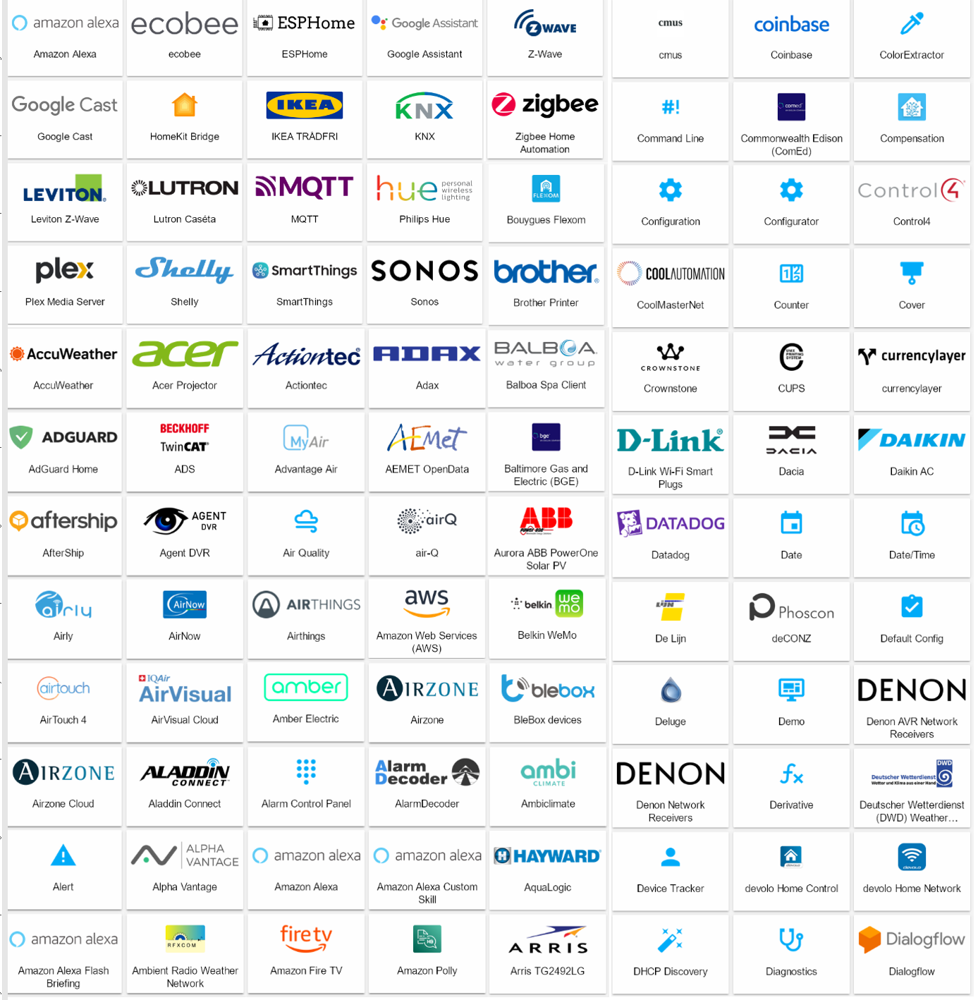 amazon alexa
Amazon Alexa
ecobee
ecobee
ESPHome
ESPHome
Google Assistant
Google Assistant
Z WAVE
Z-Wave
cmus
cmus
coinbase
Coinbase
ColorExtractor
Google Cast
Google Cast
HomeKit Bridge
IKEA
IKEA TRÅDFRI
KNX
KNX
zigbee
Zigbee Home
Automation
#!
Command Line
comed
Commonwealth Edison
(ComEd)
Compensation
LEVITON
Leviton Z-Wave
LUTRON
Lutron Caséta
MQTT
MQTT
hue personal
wireless
lighting
Philips Hue
FLEXOM
Bouygues Flexom
Configuration
Configurator
Control4
Control4
plex
Plex Media Server
Shelly
Shelly
SmartThings
SmartThings
SONOS
Sonos
brother
Brother Printer
COOLAUTOMATION
CoolMasterNet
Counter
Cover
AccuWeather
AccuWeather
acer
Acer Projector
Actiontec
Actiontec
ADAX
Adax
BALBOA
water group
Balboa Spa Client
CROWNSTONE
Crownstone
UNIX
PRINTING
SYSTEM
CUPS
currencylayer
currencylayer
ADGUARD
AdGuard Home
BECKHOFF
TwinCAT
ADS
MyAir
Advantage Air
AEMet
AEMET OpenData
bge
Baltimore Gas and
Electric (BGE)
D-Link
D-Link Wi-Fi Smart
Plugs
DACIA
Dacia
DAIKIN
Daikin AC
aftership
AfterShip
AGENT
DVR
Agent DVR
Air Quality
airQ
air-Q
ABB
power-one
Aurora ABB PowerOne
Solar PV
DATADOG
Datadog
Date
Date/Time
airly
Airly
AirNow
AirNow
AIRTHINGS
Airthings
aws
Amazon Web Services
(AWS)
belkin wemo
Belkin WeMo
LIJN
De Lijn
Phoscon
deCONZ
Default Config
airtouch
AirTouch 4
IQAir
AirVisual
AirVisual Cloud
amber
Amber Electric
AIRZONE
Airzone
blebox
BleBox devices
Deluge
Demo
DENON
Denon AVR Network
Receivers
AIRZONE
Airzone Cloud
ALADDIN
CONNECT
Aladdin Connect
Alarm Control Panel
Alarm
Decoder
AlarmDecoder
ambi
CLIMATE
Ambiclimate
DENON
Denon Network
Receivers
fx
Derivative
DWD
Deutscher Wetterdienst
Wetter und Klima aus einer Hand
Deutscher Wetterdienst
(DWD) Weather...
Alert
ALPHA
VANTAGE
Alpha Vantage
amazon alexa
Amazon Alexa
amazon alexa
Amazon Alexa Custom
Skill
HAYWARD
AquaLogic
Device Tracker
devolo
devolo Home Control
devolo
devolo Home Network
amazon alexa
Amazon Alexa Flash
Briefing
RFXCOM
Ambient Radio Weather
Network
fire tv
Amazon Fire TV
Amazon Polly
ARRIS
Arris TG2492LG
DHCP Discovery
Diagnostics
Dialogflow
Dialogflow